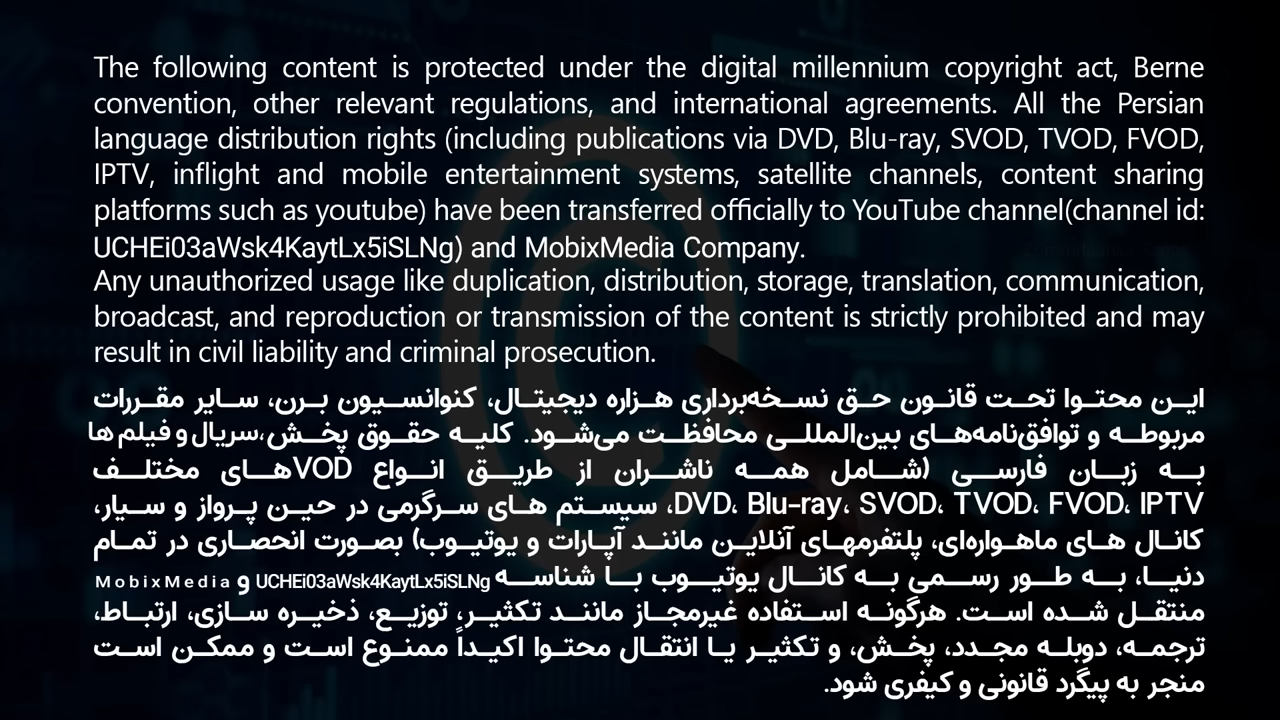 The following content is protected under the digital millennium copyright act, Berne
convention, other relevant regulations, and international agreements. All the Persian
language distribution rights (including publications via DVD, Blu-ray, SVOD, TVOD, FVOD,
IPTV, inflight and mobile entertainment systems, satellite channels, content sharing
platforms such as youtube) have been transferred officially to YouTube channel(channel id:
UCHEi03aWsk4KaytLx5iSLNg) and MobixMedia Company.
Any unauthorized usage like duplication, distribution, storage, translation, communication,
broadcast, and reproduction or transmission of the content is strictly prohibited and may
result in civil liability and criminal prosecution.
این محتوا تحت قانون حق نسخه‌برداری هزاره دیجیتال، کنوانسیون برن، سایر مقررات
مربوطه و توافق‌نامه‌های بین‌المللی محافظت می‌شود. کلیه حقوق پخش،سریال و فیلم ها
به زبان فارسی (شامل همه ناشران از طریق انواع VODهای مختلف
DVD، Blu-ray، SVOD، TVOD، FVOD، IPTV، سیستم های سرگرمی در حین پرواز و سیار،
کانال های ماهواره‌ای، پلتفرمهای آنلاین مانند آپارات و یوتیوب) بصورت انحصاری در تمام
دنیا، به طور رسمی به کانال یوتیوب با شناسه UCHEi03aWsk4KaytLx5iSLNg و MobixMedia
منتقل شده است. هرگونه استفاده غیرمجاز مانند تکثیر، توزیع، ذخیره سازی، ارتباط،
ترجمه، دوبله مجدد، پخش، و تکثیر یا انتقال محتوا اکیداً ممنوع است و ممکن است
منجر به پیگرد قانونی و کیفری شود.